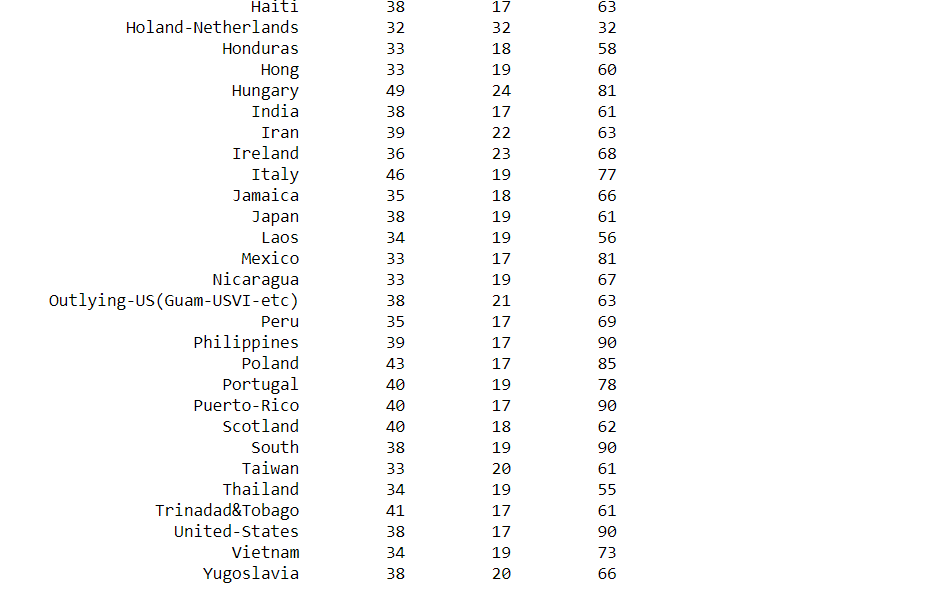 Haiti 38 17 63
Holand-Netherlands 32 32 32
Honduras 33 18 58
Hong 33 19 60
Hungary 49 24 81
India 38 17 61
Iran 39 22 63
Ireland 36 23 68
Italy 46 19 77
Jamaica 35 18 66
Japan 38 19 61
Laos 34 19 56
Mexico 33 17 81
Nicaragua 33 19 67
Outlying-US(Guam-USVI-etc) 38 21 63
Peru 35 17 69
Philippines 39 17 90
Poland 43 17 85
Portugal 40 19 78
Puerto-Rico 40 17 90
Scotland 40 18 62
South 38 19 90
Taiwan 33 20 61
Thailand 34 19 55
Trinadad&Tobago 41 17 61
United-States 38 17 90
Vietnam 34 19 73
Yugoslavia 38 20 66